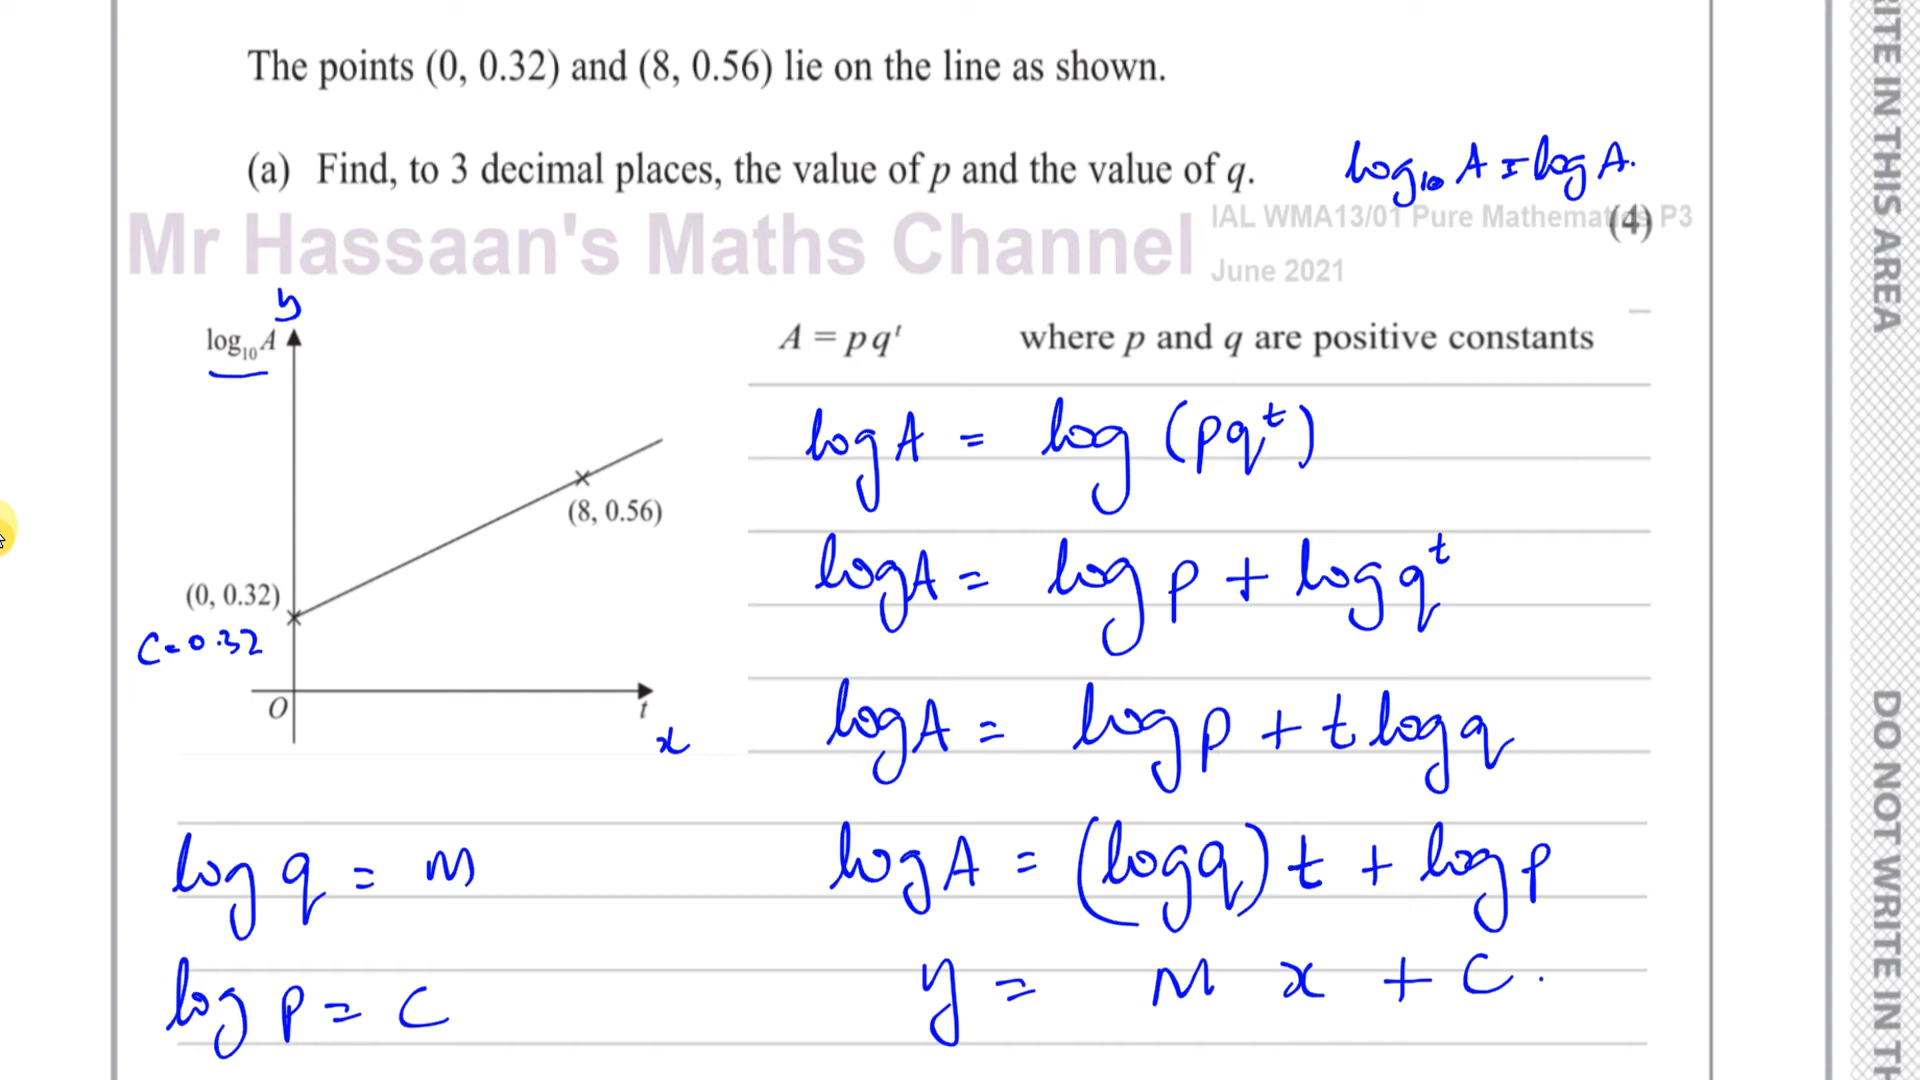 The points (0, 0.32) and (8, 0.56) lie on the line as shown.
(a) Find, to 3 decimal places, the value of p and the value of q.
log₁₀ A = log A.
(4)
Mr Hassaan's Maths Channel
IAL WMA13/01 Pure Mathematics P3
June 2021
y
log₁₀ A
(8, 0.56)
(0, 0.32)
C = 0.32
O
t
x
A = pqᵗ where p and q are positive constants
log A = log (pqᵗ)
log A = log p + log qᵗ
log A = log p + t log q
log A = (log q) t + log p
y = m x + c.
log q = m
log p = c
RITE IN THIS AREA
DO NOT WRITE IN TH